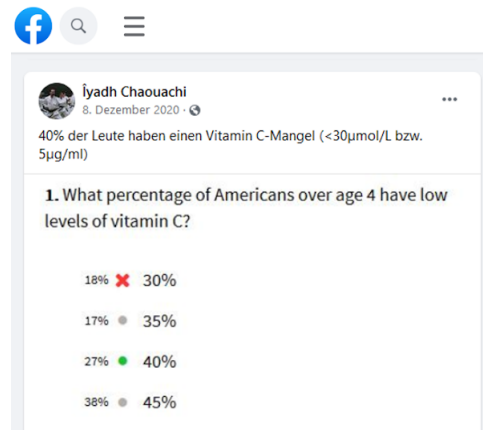 Îyadh Chaouachi
8. Dezember 2020 ·
40% der Leute haben einen Vitamin C-Mangel (<30µmol/L bzw.
5µg/ml)
1. What percentage of Americans over age 4 have low
levels of vitamin C?
18% 30%
17% 35%
27% 40%
38% 45%